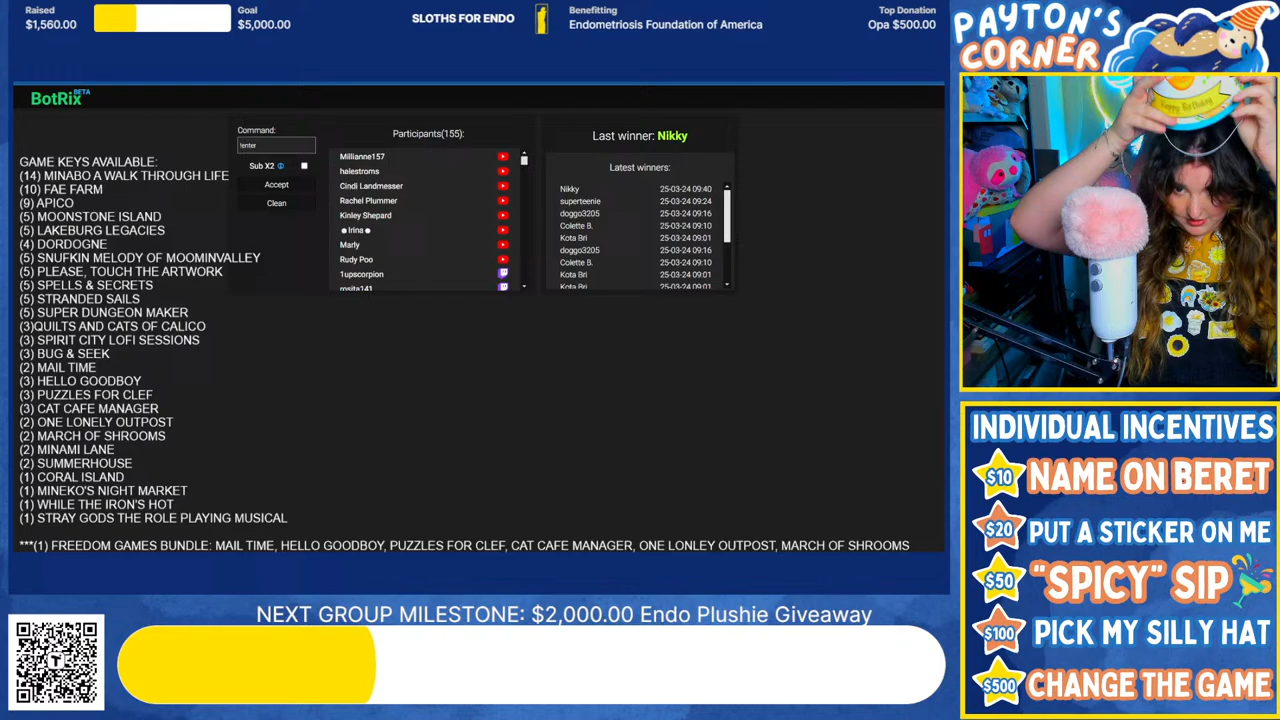 Raised
$1,560.00
Goal
$5,000.00
SLOTHS FOR ENDO
Benefitting
Endometriosis Foundation of America
Top Donation
Opa $500.00
PAYTON'S
CORNER
BotRix BETA
GAME KEYS AVAILABLE:
(14) MINABO A WALK THROUGH LIFE
(10) FAE FARM
(9) APICO
(5) MOONSTONE ISLAND
(5) LAKEBURG LEGACIES
(4) DORDOGNE
(5) SNUFKIN MELODY OF MOOMINVALLEY
(5) PLEASE, TOUCH THE ARTWORK
(5) SPELLS & SECRETS
(5) STRANDED SAILS
(5) SUPER DUNGEON MAKER
(3)QUILTS AND CATS OF CALICO
(3) SPIRIT CITY LOFI SESSIONS
(3) BUG & SEEK
(2) MAIL TIME
(3) HELLO GOODBOY
(3) PUZZLES FOR CLEF
(3) CAT CAFE MANAGER
(2) ONE LONELY OUTPOST
(2) MARCH OF SHROOMS
(2) MINAMI LANE
(2) SUMMERHOUSE
(1) CORAL ISLAND
(1) MINEKO'S NIGHT MARKET
(1) WHILE THE IRON'S HOT
(1) STRAY GODS THE ROLE PLAYING MUSICAL
***(1) FREEDOM GAMES BUNDLE: MAIL TIME, HELLO GOODBOY, PUZZLES FOR CLEF, CAT CAFE MANAGER, ONE LONLEY OUTPOST, MARCH OF SHROOMS
Command:
!enter
Sub X2
Accept
Clean
Participants(155):
Millianne157
halestroms
Cindi Landmesser
Rachel Plummer
Kinley Shepard
●Irina●
Marly
Rudy Poo
1upscorpion
rosita141
Last winner: Nikky
Latest winners:
Nikky 25-03-24 09:40
superteenie 25-03-24 09:24
doggo3205 25-03-24 09:16
Colette B. 25-03-24 09:10
Kota Bri 25-03-24 09:01
doggo3205 25-03-24 09:16
Colette B. 25-03-24 09:10
Kota Bri 25-03-24 09:01
Kota Bri 25-03-24 09:01
Happy Birthday
INDIVIDUAL INCENTIVES
$10 NAME ON BERET
$20 PUT A STICKER ON ME
$50 "SPICY" SIP
$100 PICK MY SILLY HAT
$500 CHANGE THE GAME
NEXT GROUP MILESTONE: $2,000.00 Endo Plushie Giveaway